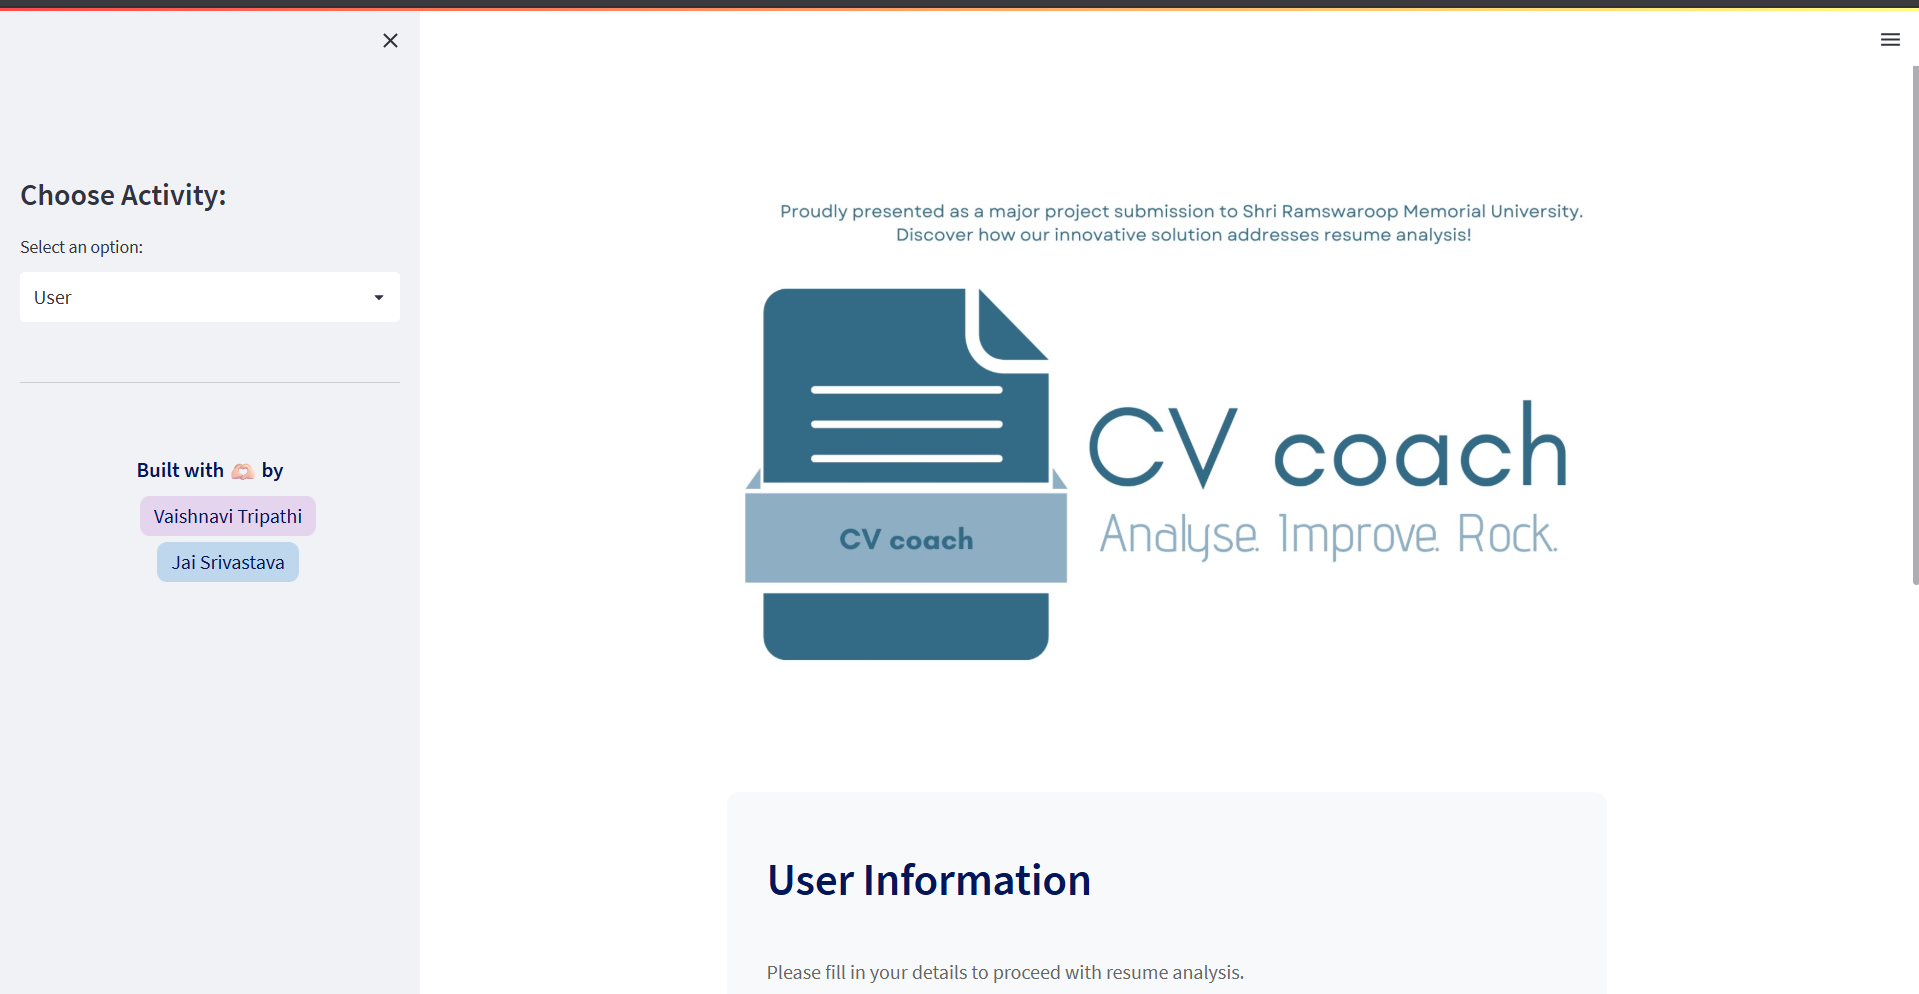 Choose Activity:
Select an option:
User
Built with 🫶🏻 by
Vaishnavi Tripathi
Jai Srivastava
Proudly presented as a major project submission to Shri Ramswaroop Memorial University.
Discover how our innovative solution addresses resume analysis!
CV coach
Analyse. Improve. Rock.
CV coach
User Information
Please fill in your details to proceed with resume analysis.